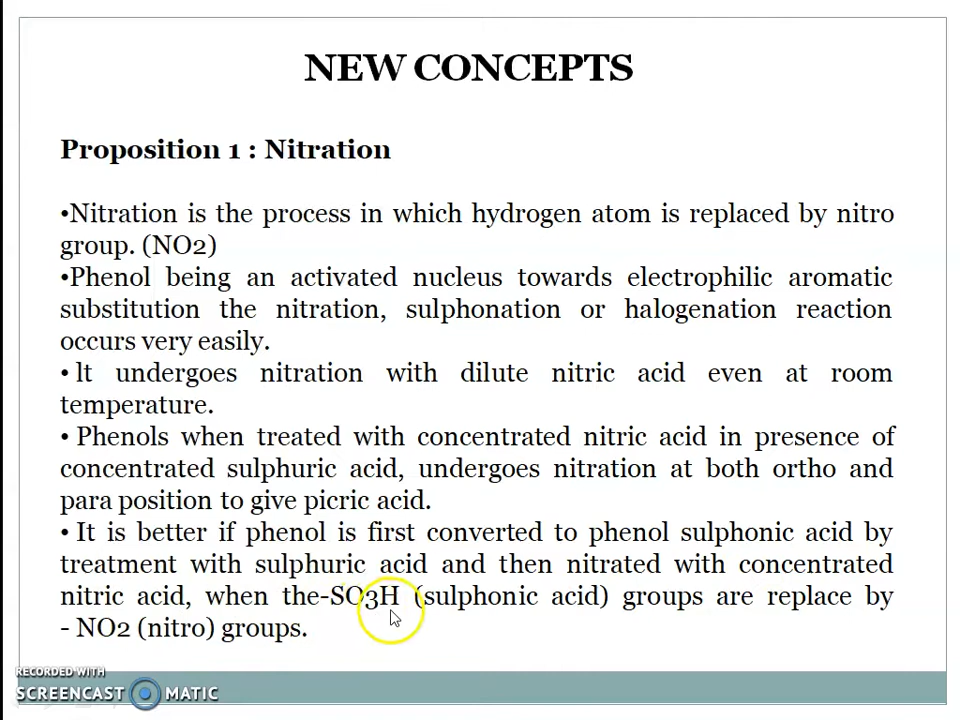 NEW CONCEPTS
Proposition 1 : Nitration
•Nitration is the process in which hydrogen atom is replaced by nitro
group. (NO2)
•Phenol being an activated nucleus towards electrophilic aromatic
substitution the nitration, sulphonation or halogenation reaction
occurs very easily.
• lt undergoes nitration with dilute nitric acid even at room
temperature.
• Phenols when treated with concentrated nitric acid in presence of
concentrated sulphuric acid, undergoes nitration at both ortho and
para position to give picric acid.
• It is better if phenol is first converted to phenol sulphonic acid by
treatment with sulphuric acid and then nitrated with concentrated
nitric acid, when the-SO3H (sulphonic acid) groups are replace by
- NO2 (nitro) groups.
RECORDED WITH
SCREENCAST MATIC